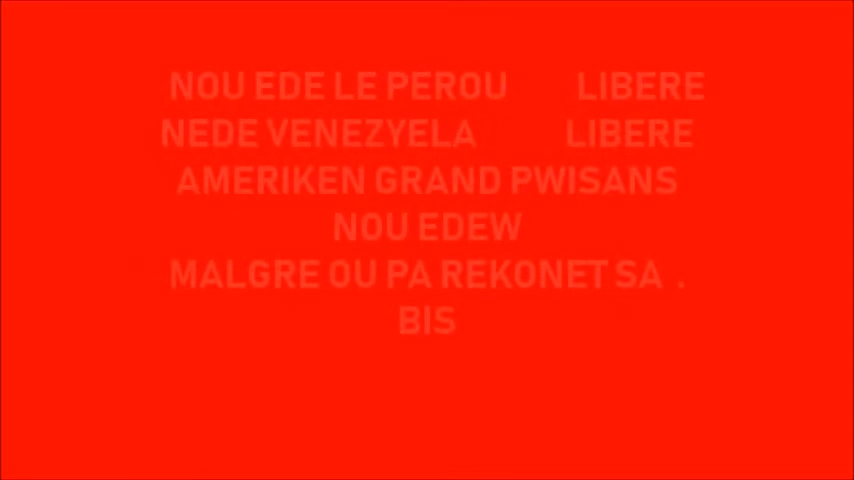 NOU EDE LE PEROU LIBERE
NEDE VENEZYELA LIBERE
AMERIKEN GRAND PWISANS
NOU EDEW
MALGRE OU PA REKONET SA .
BIS